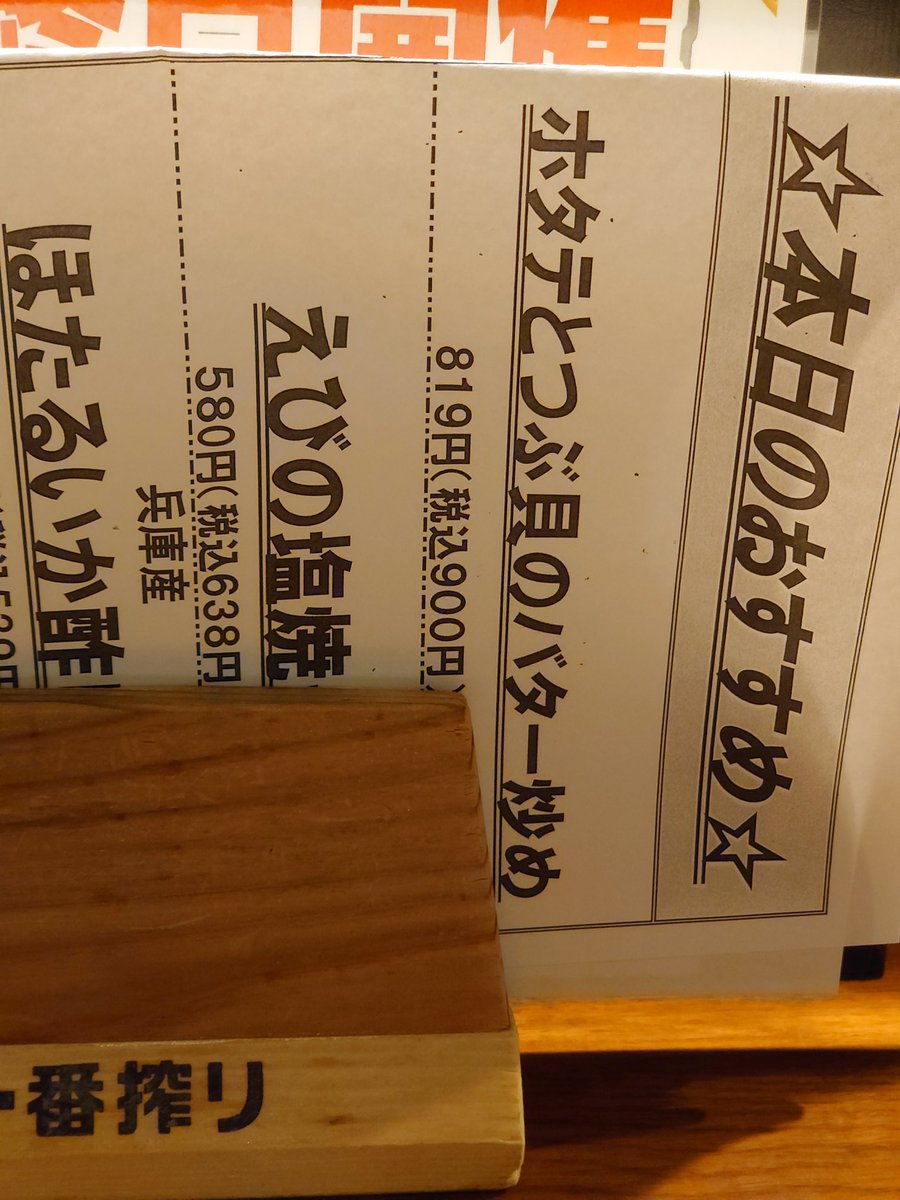 ☆本日のおすすめ☆
ホタテとつぶ貝のバター炒め
819円(税込900円)
えびの塩焼
580円(税込638円
兵庫産
ほたるいか酢
一番搾り